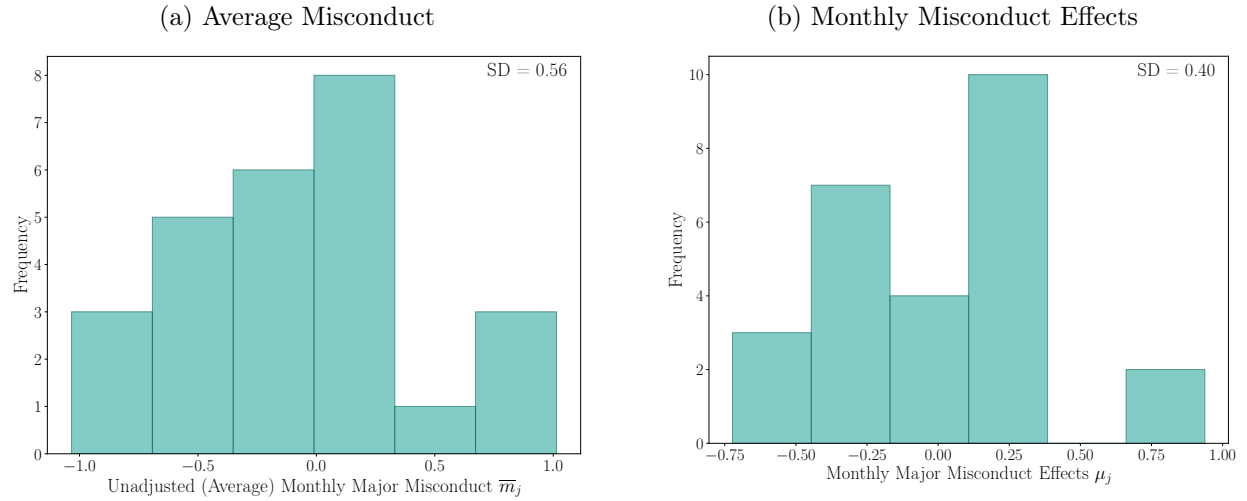 (a) Average Misconduct
SD = 0.56
Frequency
8
7
6
5
4
3
2
1
0
−1.0 −0.5 0.0 0.5 1.0
Unadjusted (Average) Monthly Major Misconduct m̅ⱼ
(b) Monthly Misconduct Effects
SD = 0.40
Frequency
10
8
6
4
2
0
−0.75 −0.50 −0.25 0.00 0.25 0.50 0.75 1.00
Monthly Major Misconduct Effects μⱼ